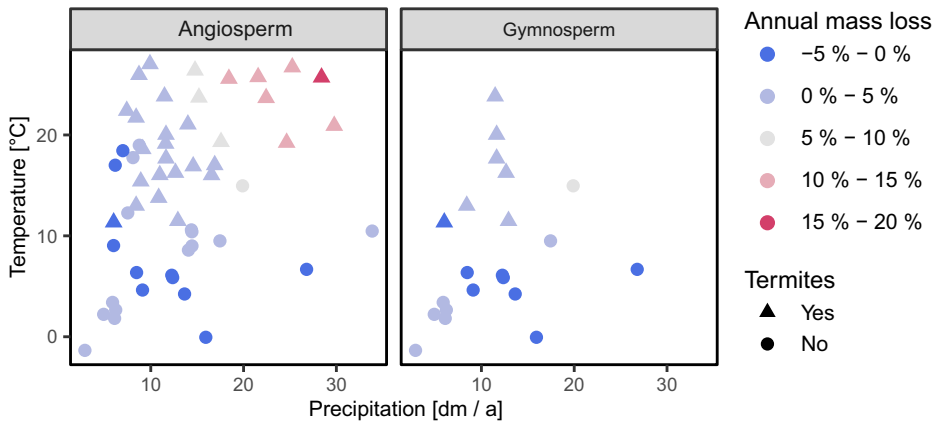 Angiosperm
Gymnosperm
Temperature [°C]
20
10
0
10 20 30
10 20 30
Precipitation [dm / a]
Annual mass loss
−5 % − 0 %
0 % − 5 %
5 % − 10 %
10 % − 15 %
15 % − 20 %
Termites
Yes
No